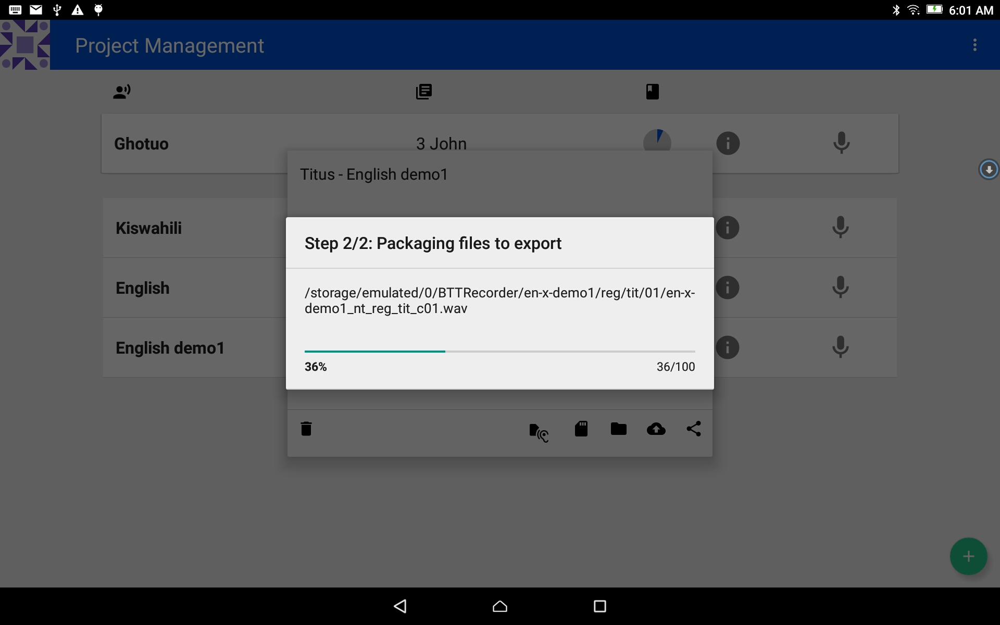 6:01 AM
Project Management
Ghotuo 3 John
Titus - English demo1
Kiswahili
Step 2/2: Packaging files to export
English
/storage/emulated/0/BTTRecorder/en-x-demo1/reg/tit/01/en-x-
demo1_nt_reg_tit_c01.wav
English demo1
36% 36/100